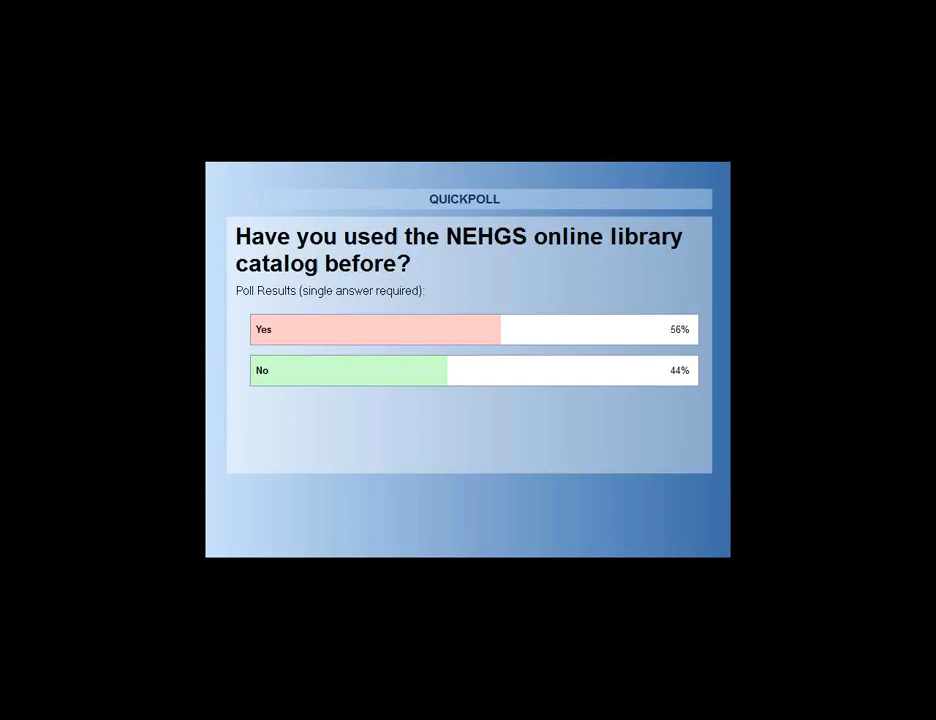 QUICKPOLL
Have you used the NEHGS online library
catalog before?
Poll Results (single answer required):
Yes 56%
No 44%